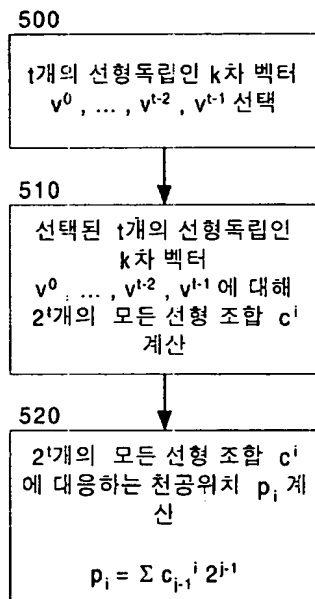 500
t개의 선형독립인 k차 벡터
v⁰ , ... , vᵗ⁻² , vᵗ⁻¹ 선택
510
선택된 t개의 선형독립인
k차 벡터
v⁰ , ... , vᵗ⁻² , vᵗ⁻¹ 에 대해
2ᵗ개의 모든 선형 조합 cⁱ
계산
520
2ᵗ개의 모든 선형 조합 cⁱ
에 대응하는 천공위치 pᵢ 계
산
pᵢ = Σ cⱼ₋₁ⁱ 2ʲ⁻¹